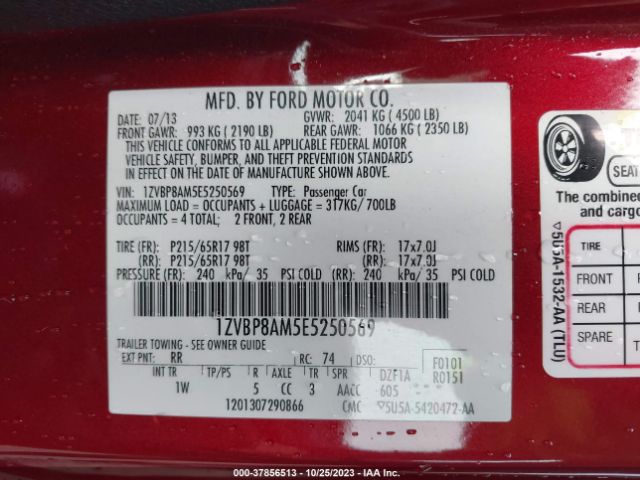 MFD. BY FORD MOTOR CO.
DATE: 07/13 GVWR: 2041 KG ( 4500 LB)
FRONT GAWR: 993 KG ( 2190 LB) REAR GAWR: 1066 KG ( 2350 LB)
THIS VEHICLE CONFORMS TO ALL APPLICABLE FEDERAL MOTOR
VEHICLE SAFETY, BUMPER, AND THEFT PREVENTION STANDARDS
IN EFFECT ON THE DATE OF MANUFACTURE SHOWN ABOVE.
VIN: 1ZVBP8AM5E5250569 TYPE: Passenger Car
MAXIMUM LOAD = OCCUPANTS + LUGGAGE = 317KG/ 700LB
OCCUPANTS = 4 TOTAL; 2 FRONT, 2 REAR
TIRE (FR): P215/65R17 98T RIMS (FR): 17x7.0J
(RR): P215/65R17 98T (RR): 17x7.0J
PRESSURE (FR): 240 kPa/ 35 PSI COLD (RR): 240 kPa/ 35 PSI COLD
1ZVBP8AM5E5250569
TRAILER TOWING - SEE OWNER GUIDE
EXT PNT: RR RC: 74 DSO: F0101
INT TR TP/PS R AXLE TR SPR DZF1A R0151
1W 5 CC 3 AACC 605
1201307290866 CMC ▽5U5A-5420472-AA
SEAT
The combined
and cargo
TIRE
FRONT
REAR
SPARE
▽5U5A-1532-AA (TLU)
000-37856513 - 10/25/2023 - IAA Inc.